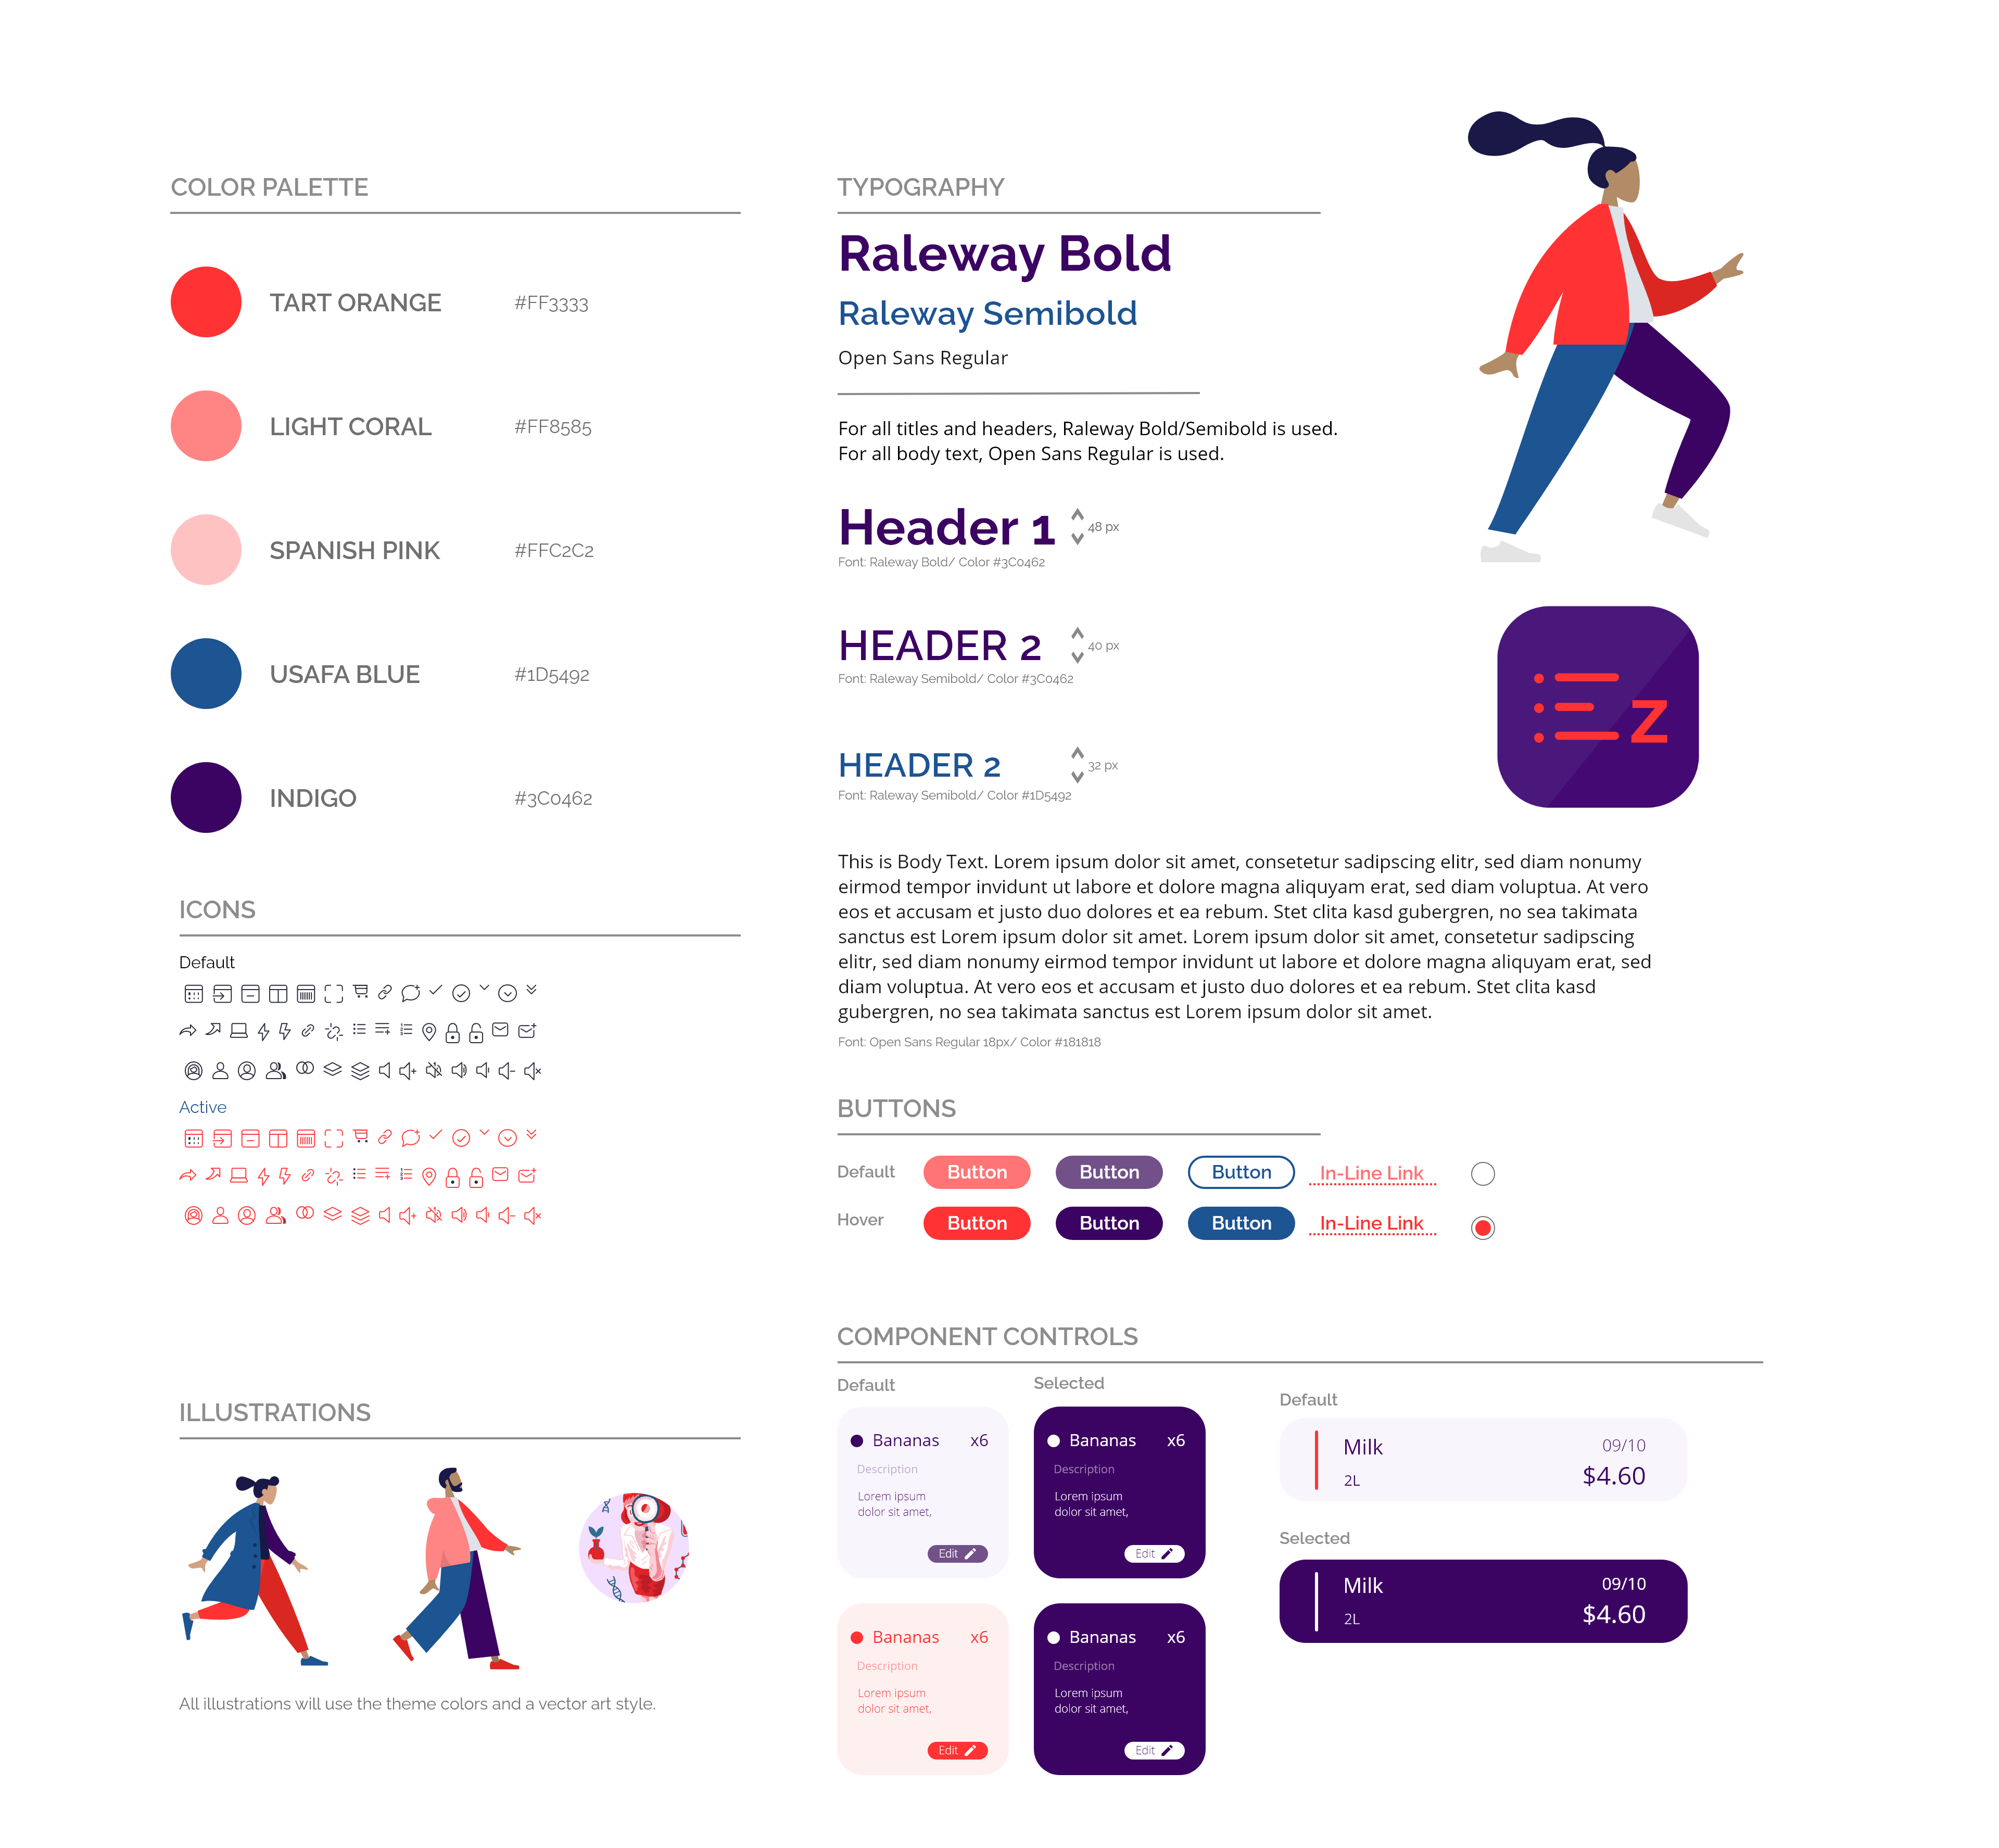 COLOR PALETTE
TART ORANGE #FF3333
LIGHT CORAL #FF8585
SPANISH PINK #FFC2C2
USAFA BLUE #1D5492
INDIGO #3C0462
ICONS
Default
Active
ILLUSTRATIONS
All illustrations will use the theme colors and a vector art style.
TYPOGRAPHY
Raleway Bold
Raleway Semibold
Open Sans Regular
For all titles and headers, Raleway Bold/Semibold is used.
For all body text, Open Sans Regular is used.
Header 1 48 px
Font: Raleway Bold/ Color #3C0462
HEADER 2 40 px
Font: Raleway Semibold/ Color #3C0462
HEADER 2 32 px
Font: Raleway Semibold/ Color #1D5492
Z
This is Body Text. Lorem ipsum dolor sit amet, consetetur sadipscing elitr, sed diam nonumy
eirmod tempor invidunt ut labore et dolore magna aliquyam erat, sed diam voluptua. At vero
eos et accusam et justo duo dolores et ea rebum. Stet clita kasd gubergren, no sea takimata
sanctus est Lorem ipsum dolor sit amet. Lorem ipsum dolor sit amet, consetetur sadipscing
elitr, sed diam nonumy eirmod tempor invidunt ut labore et dolore magna aliquyam erat, sed
diam voluptua. At vero eos et accusam et justo duo dolores et ea rebum. Stet clita kasd
gubergren, no sea takimata sanctus est Lorem ipsum dolor sit amet.
Font: Open Sans Regular 18px/ Color #181818
BUTTONS
Default Button Button Button In-Line Link
Hover Button Button Button In-Line Link
COMPONENT CONTROLS
Default
Bananas x6
Description
Lorem ipsum
dolor sit amet,
Edit
Bananas x6
Description
Lorem ipsum
dolor sit amet,
Edit
Selected
Bananas x6
Description
Lorem ipsum
dolor sit amet,
Edit
Bananas x6
Description
Lorem ipsum
dolor sit amet,
Edit
Default
Milk 09/10
2L $4.60
Selected
Milk 09/10
2L $4.60